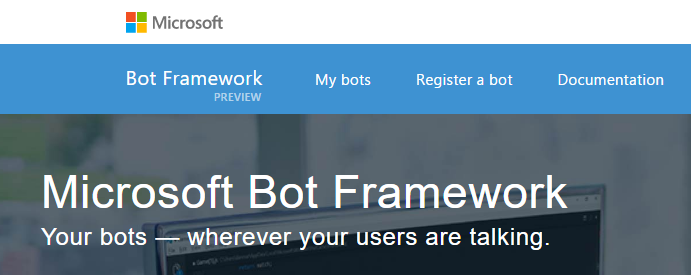 Microsoft
Bot Framework My bots Register a bot Documentation
PREVIEW
Microsoft Bot Framework
Your bots — wherever your users are talking.